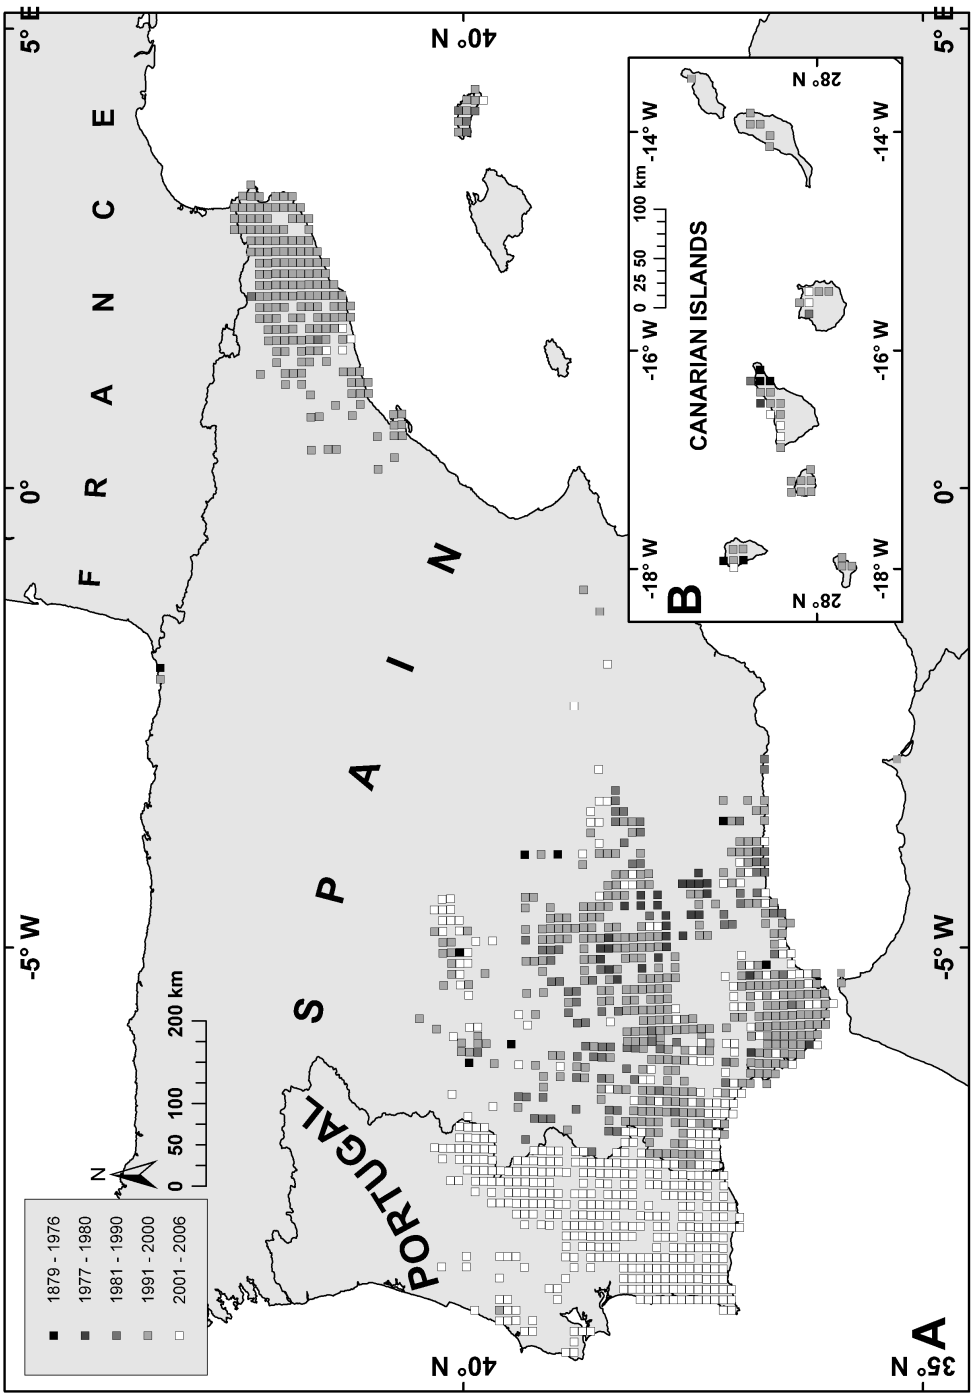 1879 - 1976
1977 - 1980
1981 - 1990
1991 - 2000
2001 - 2006
N
0 50 100 200 km
-5° W
0°
5° E
40° N
40° N
35° N
-5° W
0°
5° E
FRANCE
SPAIN
PORTUGAL
A
B
-18° W
-16° W
-14° W
CANARIAN ISLANDS
0 25 50 100 km
28° N
28° N
-18° W
-16° W
-14° W